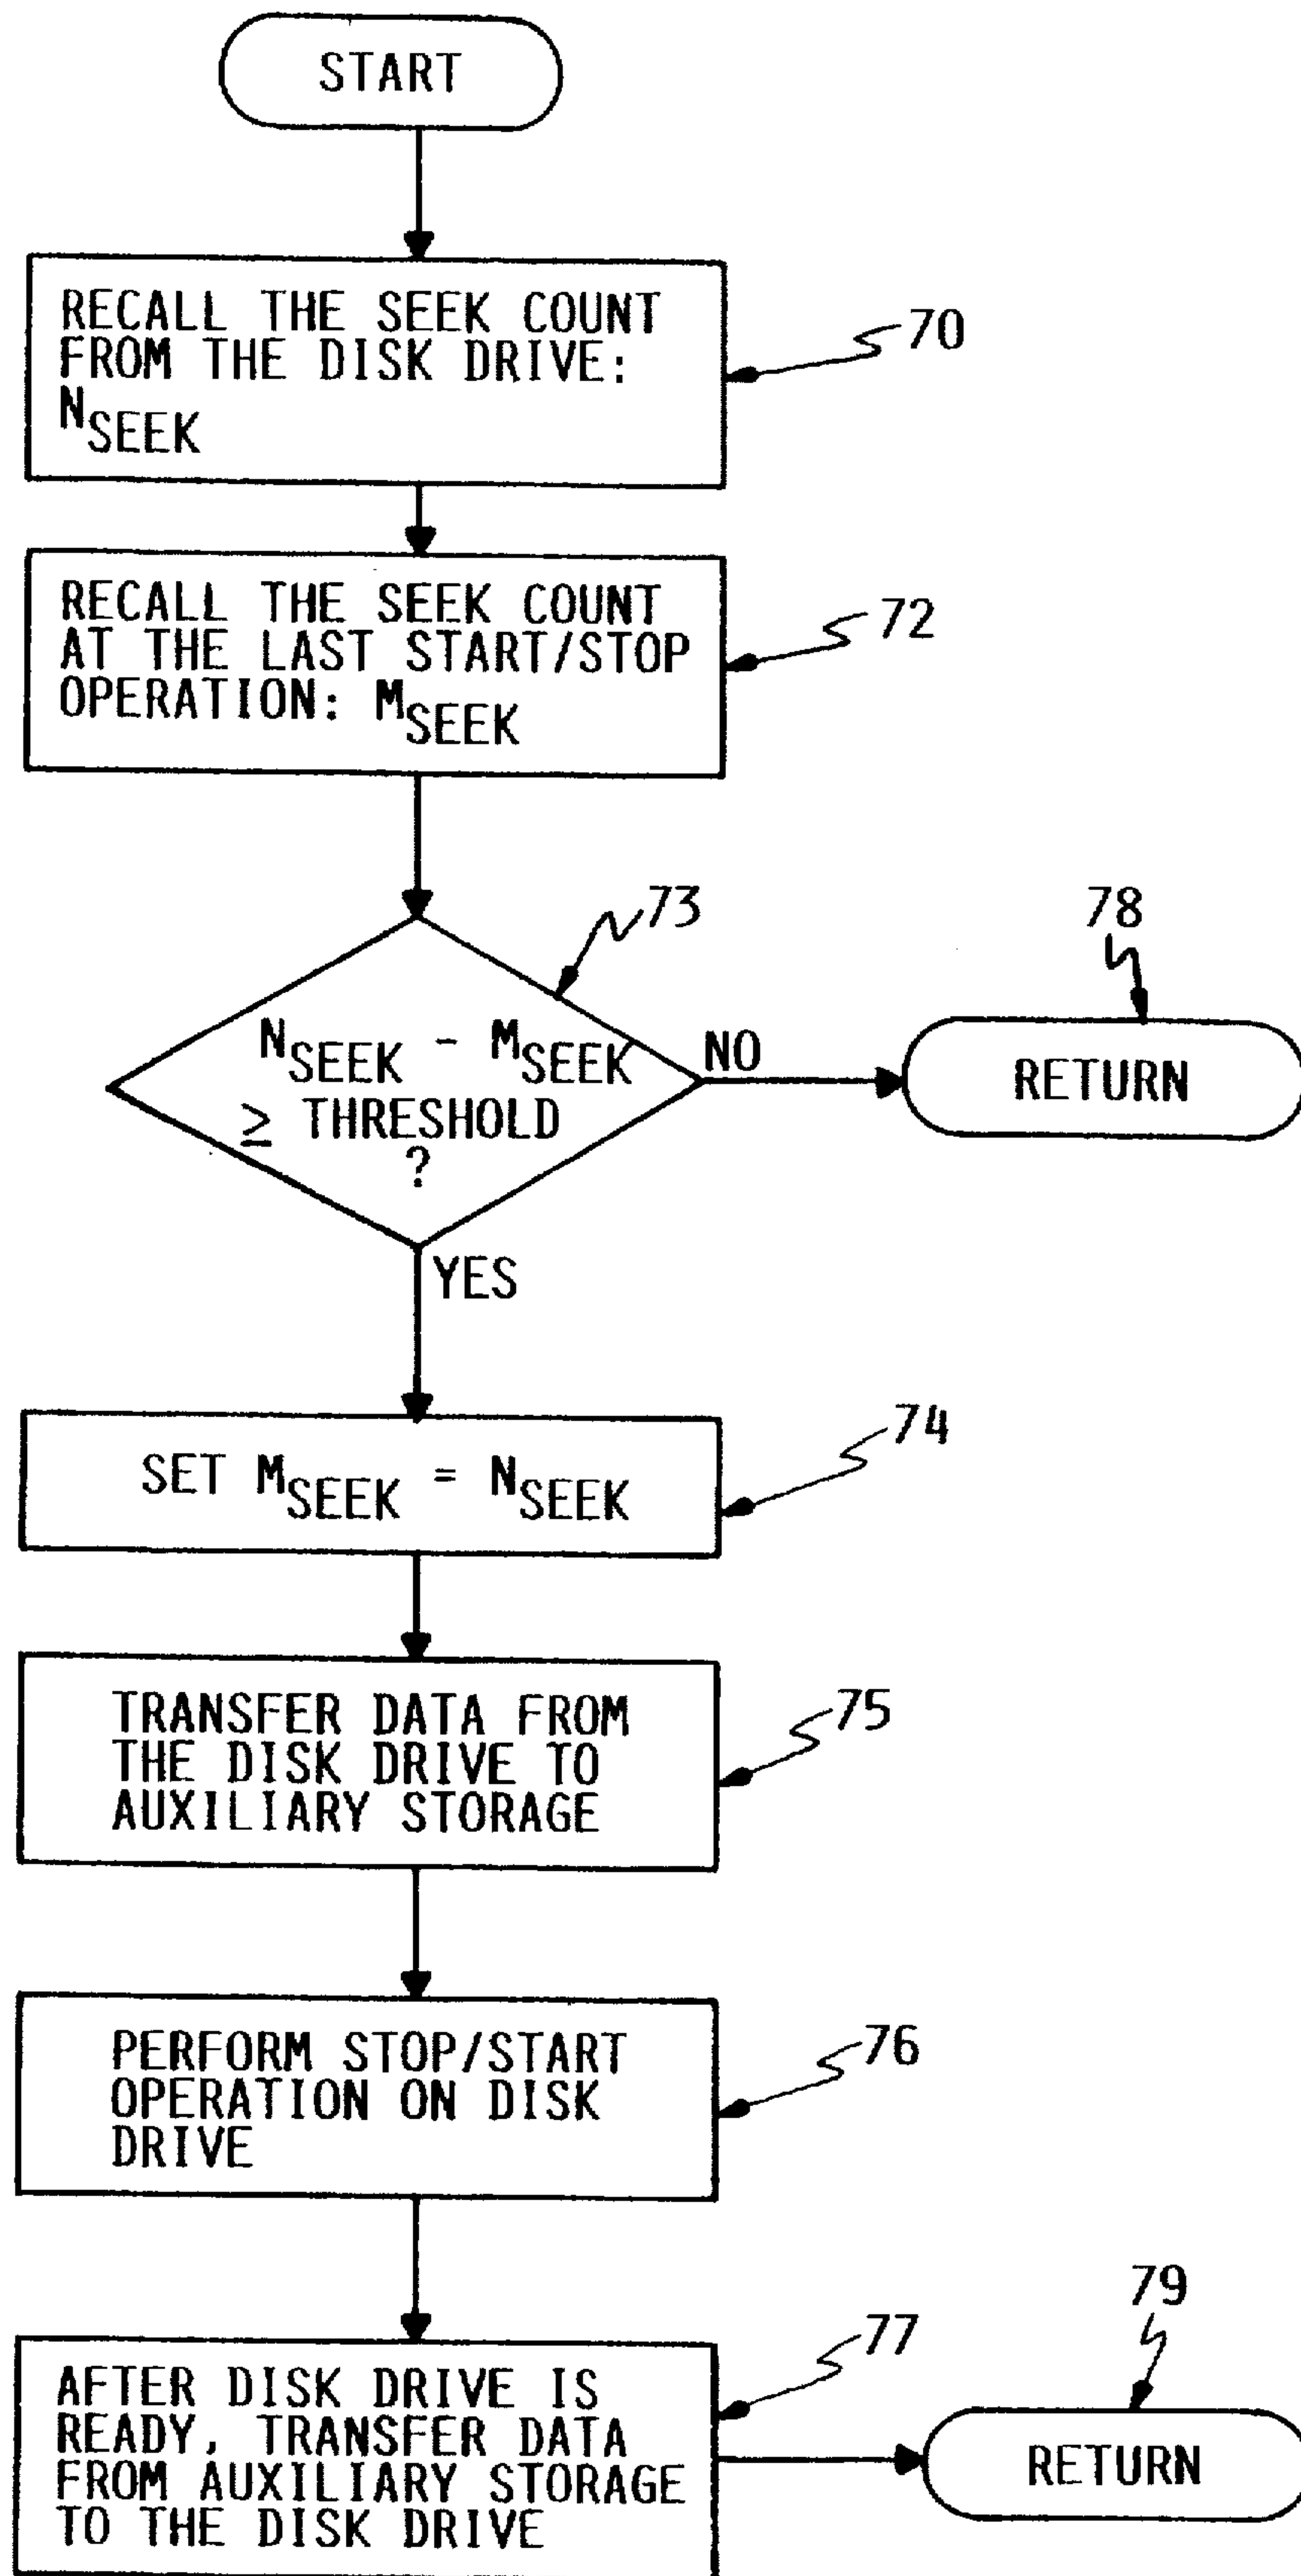 START
RECALL THE SEEK COUNT
FROM THE DISK DRIVE:
NSEEK
70
RECALL THE SEEK COUNT
AT THE LAST START/STOP
OPERATION: MSEEK
72
73
NSEEK - MSEEK
≥ THRESHOLD
?
NO
78
RETURN
YES
SET MSEEK = NSEEK
74
TRANSFER DATA FROM
THE DISK DRIVE TO
AUXILIARY STORAGE
75
PERFORM STOP/START
OPERATION ON DISK
DRIVE
76
AFTER DISK DRIVE IS
READY, TRANSFER DATA
FROM AUXILIARY STORAGE
TO THE DISK DRIVE
77
79
RETURN